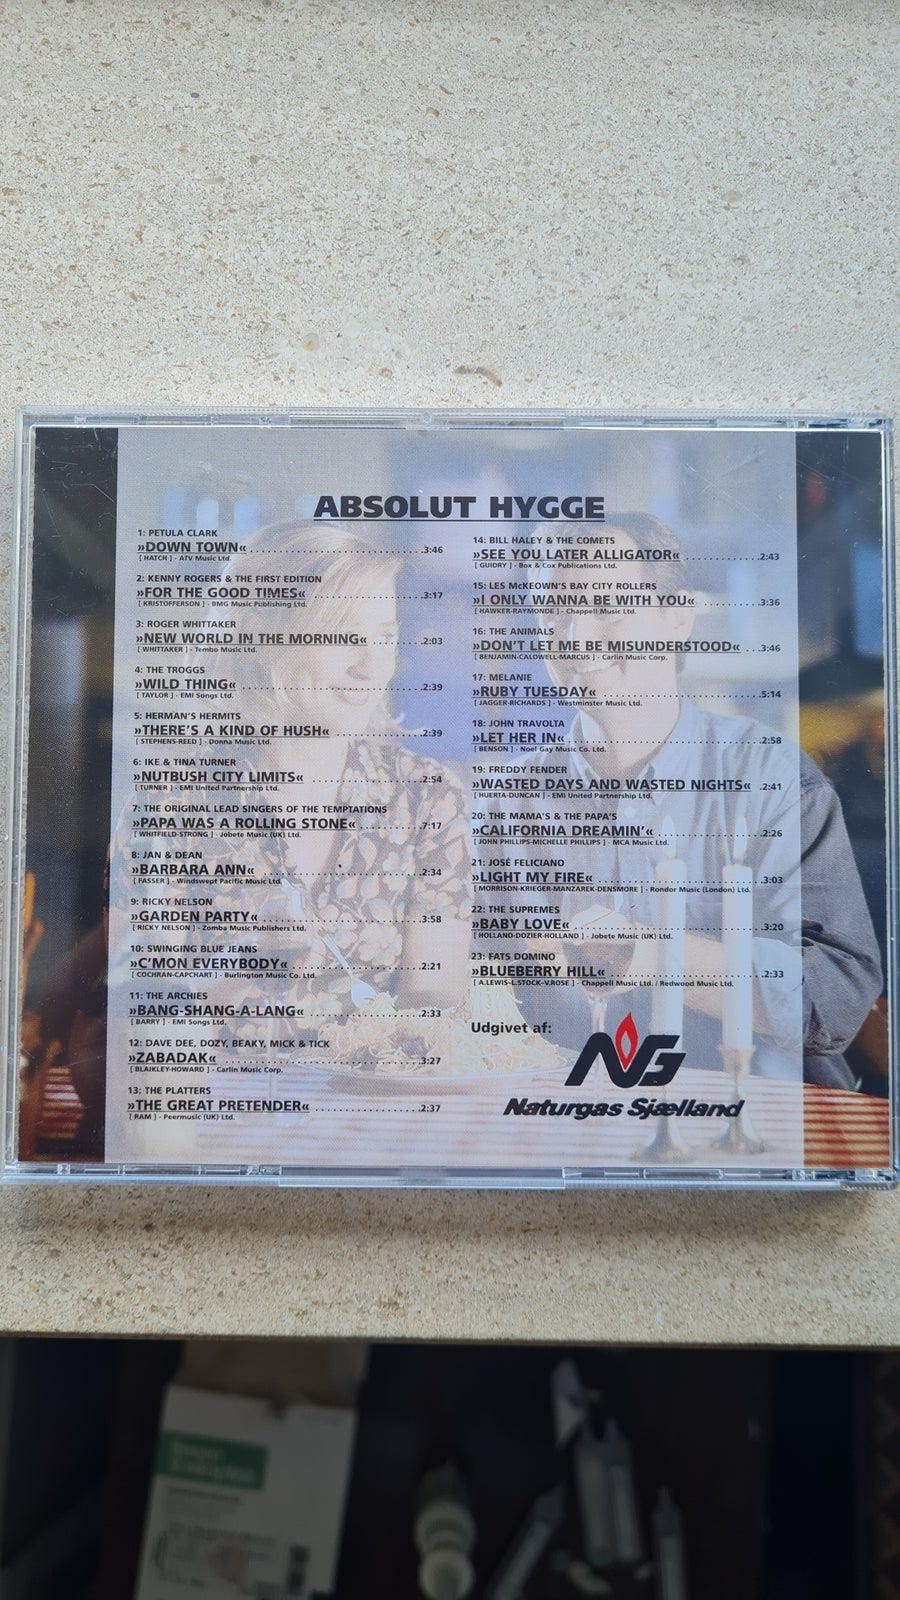 ABSOLUT HYGGE
1: PETULA CLARK
»DOWN TOWN« 3:46
[ HATCH ] - ATV Music Ltd.
2: KENNY ROGERS & THE FIRST EDITION
»FOR THE GOOD TIMES« 3:17
[ KRISTOFFERSON ] - BMG Music Publishing Ltd.
3: ROGER WHITTAKER
»NEW WORLD IN THE MORNING« 2:03
[ WHITTAKER ] - Tembo Music Ltd.
4: THE TROGGS
»WILD THING« 2:39
[ TAYLOR ] - EMI Songs Ltd.
5: HERMAN'S HERMITS
»THERE'S A KIND OF HUSH« 2:39
[ STEPHENS-REED ] - Donna Music Ltd.
6: IKE & TINA TURNER
»NUTBUSH CITY LIMITS« 2:54
[ TURNER ] - EMI United Partnership Ltd.
7: THE ORIGINAL LEAD SINGERS OF THE TEMPTATIONS
»PAPA WAS A ROLLING STONE« 7:17
[ WHITFIELD-STRONG ] - Jobete Music (UK) Ltd.
8: JAN & DEAN
»BARBARA ANN« 2:34
[ FASSER ] - Windswept Pacific Music Ltd.
9: RICKY NELSON
»GARDEN PARTY« 3:58
[ RICKY NELSON ] - Zomba Music Publishers Ltd.
10: SWINGING BLUE JEANS
»C'MON EVERYBODY« 2:21
[ COCHRAN-CAPCHART ] - Burlington Music Co. Ltd.
11: THE ARCHIES
»BANG-SHANG-A-LANG« 2:33
[ BARRY ] - EMI Songs Ltd.
12: DAVE DEE, DOZY, BEAKY, MICK & TICK
»ZABADAK« 3:27
[ BLAIKLEY-HOWARD ] - Carlin Music Corp.
13: THE PLATTERS
»THE GREAT PRETENDER« 2:37
[ RAM ] - Peermusic (UK) Ltd.
14: BILL HALEY & THE COMETS
»SEE YOU LATER ALLIGATOR« 2:43
[ GUIDRY ] - Box & Cox Publications Ltd.
15: LES McKEOWN'S BAY CITY ROLLERS
»I ONLY WANNA BE WITH YOU« 3:36
[ HAWKER-RAYMONDE ] - Chappell Music Ltd.
16: THE ANIMALS
»DON'T LET ME BE MISUNDERSTOOD« 3:46
[ BENJAMIN-CALDWELL-MARCUS ] - Carlin Music Corp.
17: MELANIE
»RUBY TUESDAY« 5:14
[ JAGGER-RICHARDS ] - Westminster Music Ltd.
18: JOHN TRAVOLTA
»LET HER IN« 2:58
[ BENSON ] - Noel Gay Music Co. Ltd.
19: FREDDY FENDER
»WASTED DAYS AND WASTED NIGHTS« 2:41
[ HUERTA-DUNCAN ] - EMI United Partnership Ltd.
20: THE MAMA'S & THE PAPA'S
»CALIFORNIA DREAMIN'« 2:26
[ JOHN PHILLIPS-MICHELLE PHILLIPS ] - MCA Music Ltd.
21: JOSÉ FELICIANO
»LIGHT MY FIRE« 3:03
[ MORRISON-KRIEGER-MANZAREK-DENSMORE ] - Rondor Music (London) Ltd.
22: THE SUPREMES
»BABY LOVE« 3:20
[ HOLLAND-DOZIER-HOLLAND ] - Jobete Music (UK) Ltd.
23: FATS DOMINO
»BLUEBERRY HILL« 2:33
[ A.LEWIS-L.STOCK-V.ROSE ] - Chappell Music Ltd. / Redwood Music Ltd.
Udgivet af:
NG
Naturgas Sjælland